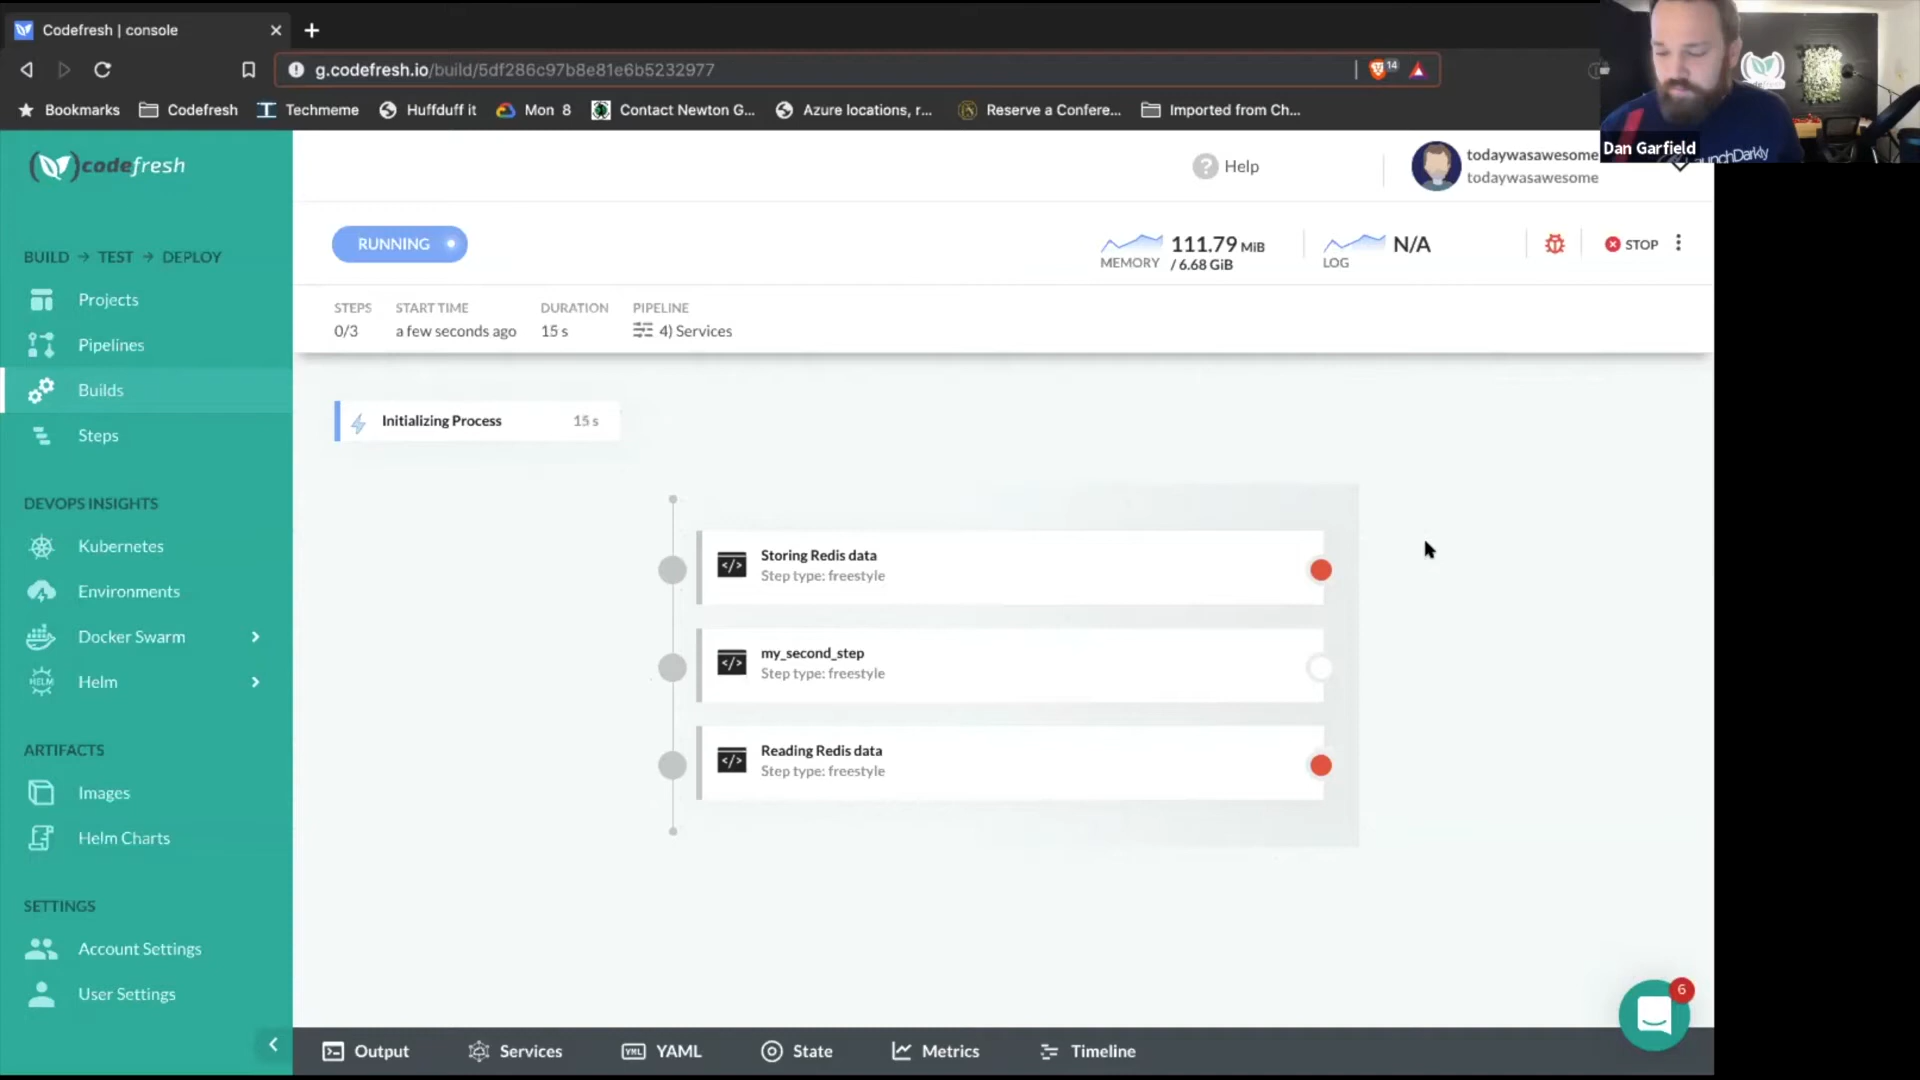 Codefresh | console
g.codefresh.io/build/5df286c97b8e81e6b5232977
14
Bookmarks
Codefresh
Techmeme
Huffduff it
Mon 8
Contact Newton G...
Azure locations, r...
Reserve a Confere...
Imported from Ch...
Dan Garfield
codefresh
Help
todaywasawesome
todaywasawesome
BUILD → TEST → DEPLOY
Projects
Pipelines
Builds
Steps
DEVOPS INSIGHTS
Kubernetes
Environments
Docker Swarm
HELM
Helm
ARTIFACTS
Images
Helm Charts
SETTINGS
Account Settings
User Settings
RUNNING
MEMORY
111.79 MiB
/ 6.68 GiB
LOG
N/A
STOP
STEPS
0/3
START TIME
a few seconds ago
DURATION
15 s
PIPELINE
4) Services
Initializing Process
15 s
</>
Storing Redis data
Step type: freestyle
</>
my_second_step
Step type: freestyle
</>
Reading Redis data
Step type: freestyle
6
Output
Services
YML
YAML
State
Metrics
Timeline